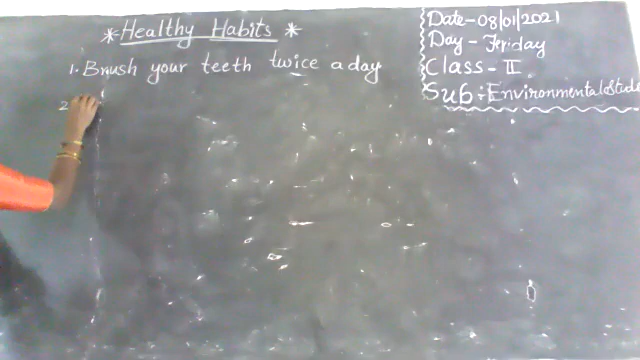 *Healthy Habits*
1. Brush your teeth twice a day
2
Date-08/01/2021
Day-Friday
Class-II
Sub÷Environmental